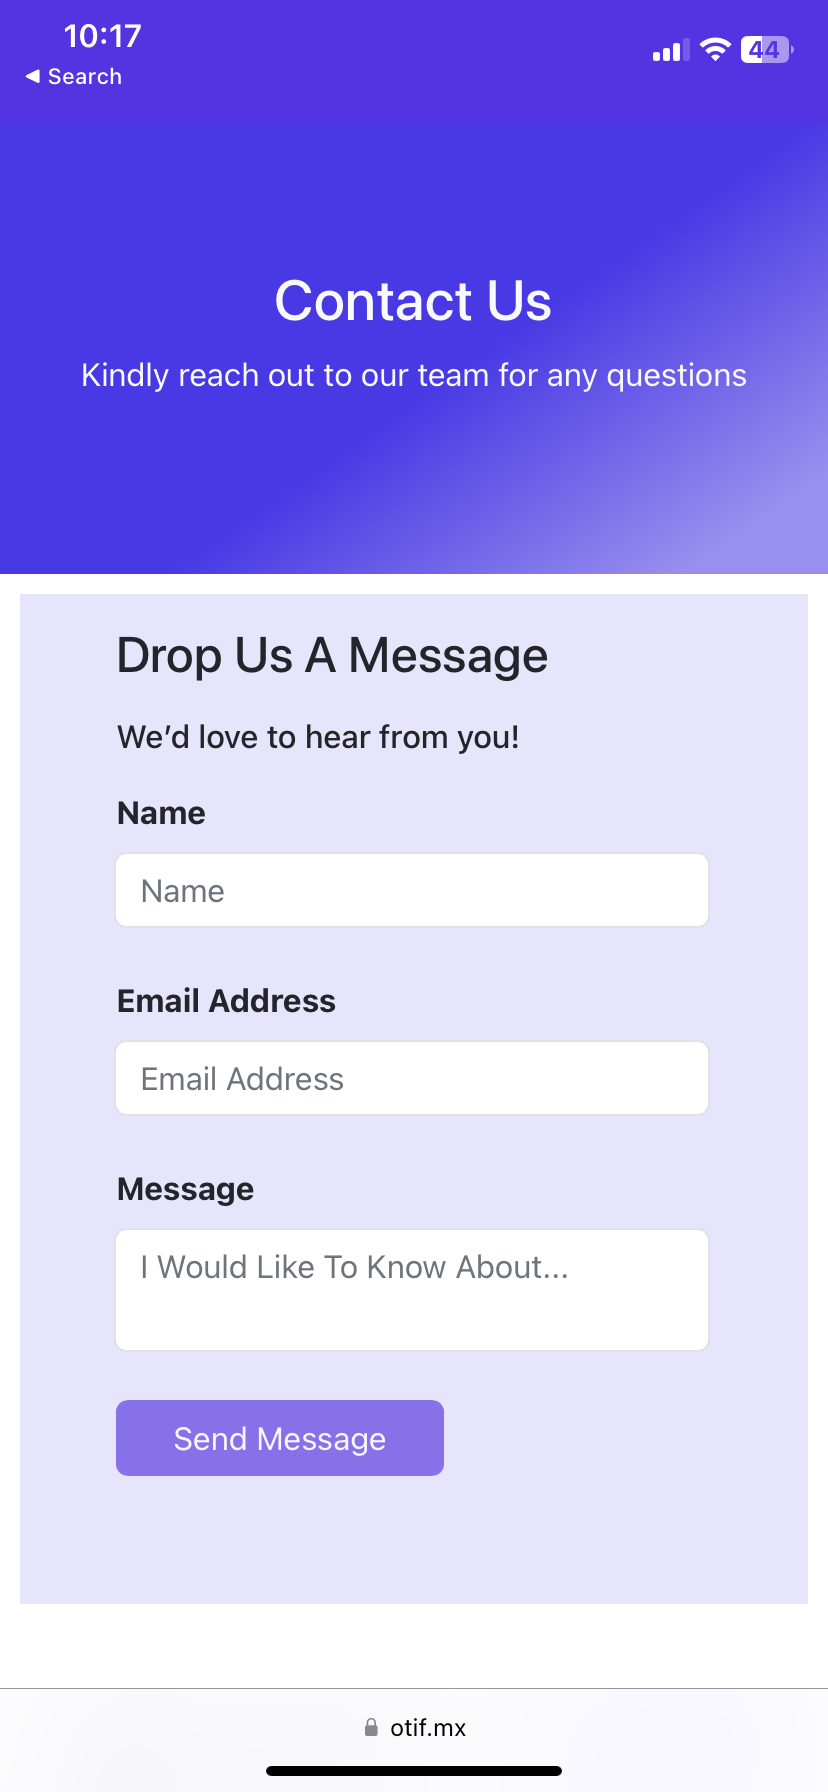 10:17
44
◀ Search
Contact Us
Kindly reach out to our team for any questions
Drop Us A Message
We’d love to hear from you!
Name
Name
Email Address
Email Address
Message
I Would Like To Know About...
Send Message
otif.mx